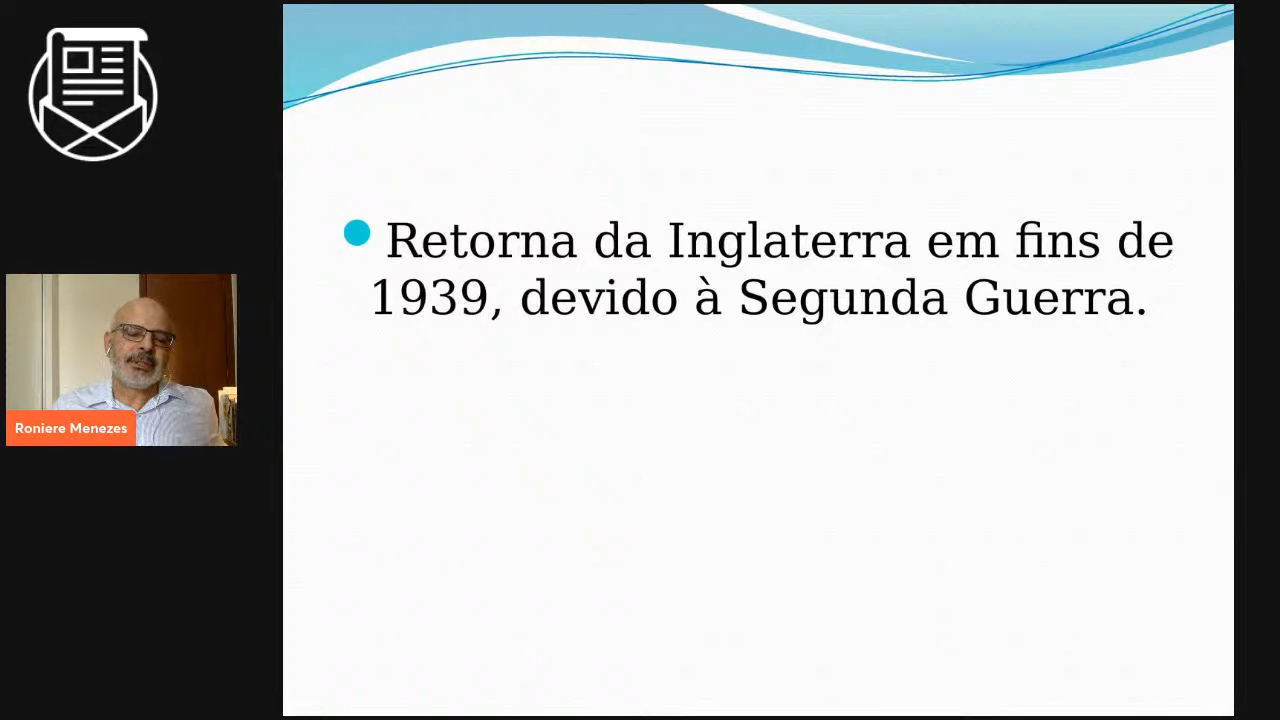 Retorna da Inglaterra em fins de
1939, devido à Segunda Guerra.
Roniere Menezes